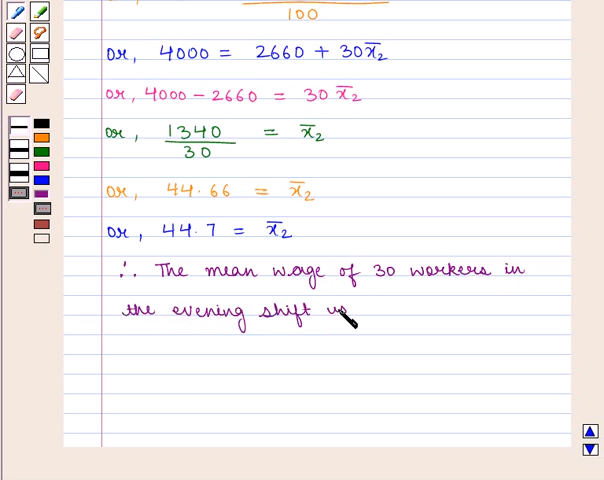 100
or, 4000 = 2660 + 30x̄₂
or, 4000 - 2660 = 30 x̄₂
or, 1340/30 = x̄₂
or, 44.66 = x̄₂
or, 44.7 = x̄₂
∴ The mean wage of 30 workers in
the evening shift is